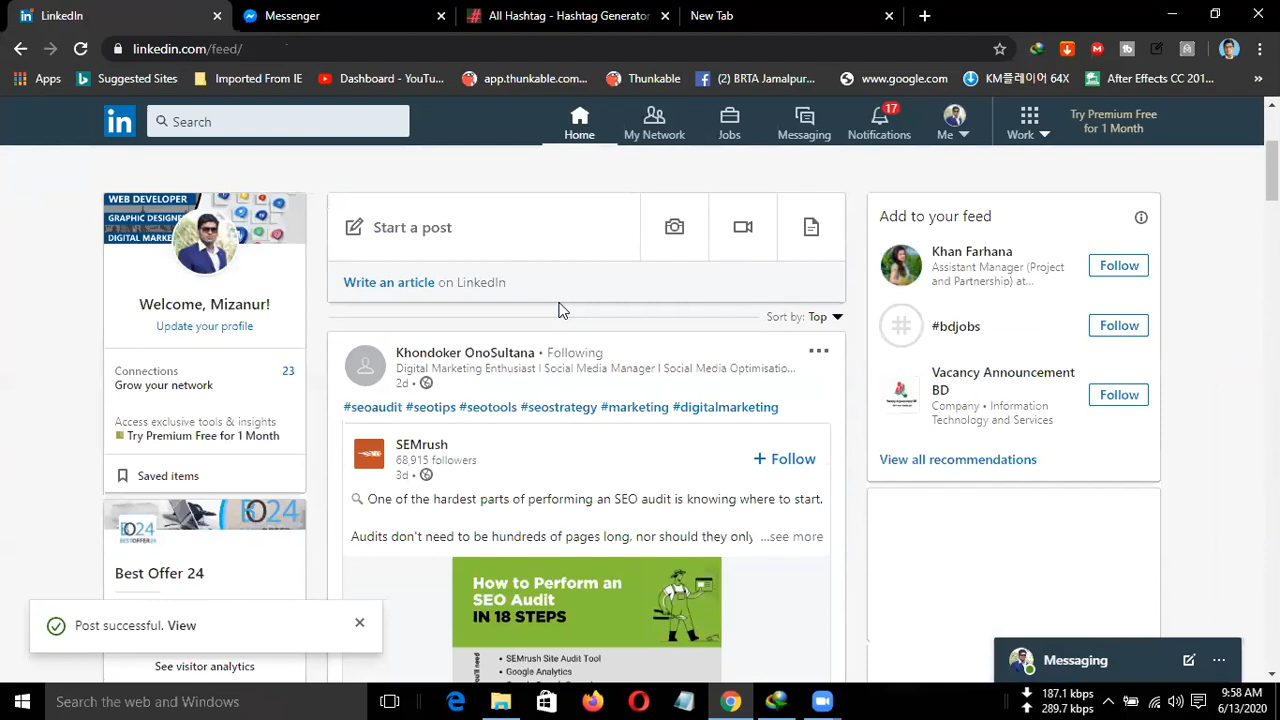 LinkedIn
Messenger
All Hashtag - Hashtag Generator
New Tab
linkedin.com/feed/
Apps
Suggested Sites
Imported From IE
Dashboard - YouTu...
app.thunkable.com...
Thunkable
(2) BRTA Jamalpur...
www.google.com
KM플레이어 64X
After Effects CC 201...
»
in
Search
Home
My Network
Jobs
Messaging
17
Notifications
Me
Work
Try Premium Free
for 1 Month
WEB DEVELOPER
GRAPHIC DESIGNE
DIGITAL MARKE
Welcome, Mizanur!
Update your profile
Connections 23
Grow your network
Access exclusive tools & insights
Try Premium Free for 1 Month
Saved items
BO24
BESTOFFER24
Best Offer 24
Post successful. View
See visitor analytics
Start a post
Write an article on LinkedIn
Sort by: Top
Khondoker OnoSultana • Following
Digital Marketing Enthusiast l Social Media Manager l Social Media Optimisatio...
2d •
#seoaudit #seotips #seotools #seostrategy #marketing #digitalmarketing
SEMrush
68,915 followers
3d •
+ Follow
One of the hardest parts of performing an SEO audit is knowing where to start.
Audits don't need to be hundreds of pages long, nor should they only ...see more
How to Perform an
SEO Audit
IN 18 STEPS
• SEMrush Site Audit Tool
• Google Analytics
Add to your feed
Khan Farhana
Assistant Manager (Project
and Partnership) at...
Follow
#bdjobs
Follow
Vacancy Announcement
BD
Company • Information
Technology and Services
Follow
View all recommendations
Messaging
Search the web and Windows
187.1 kbps
289.7 kbps
9:58 AM
6/13/2020